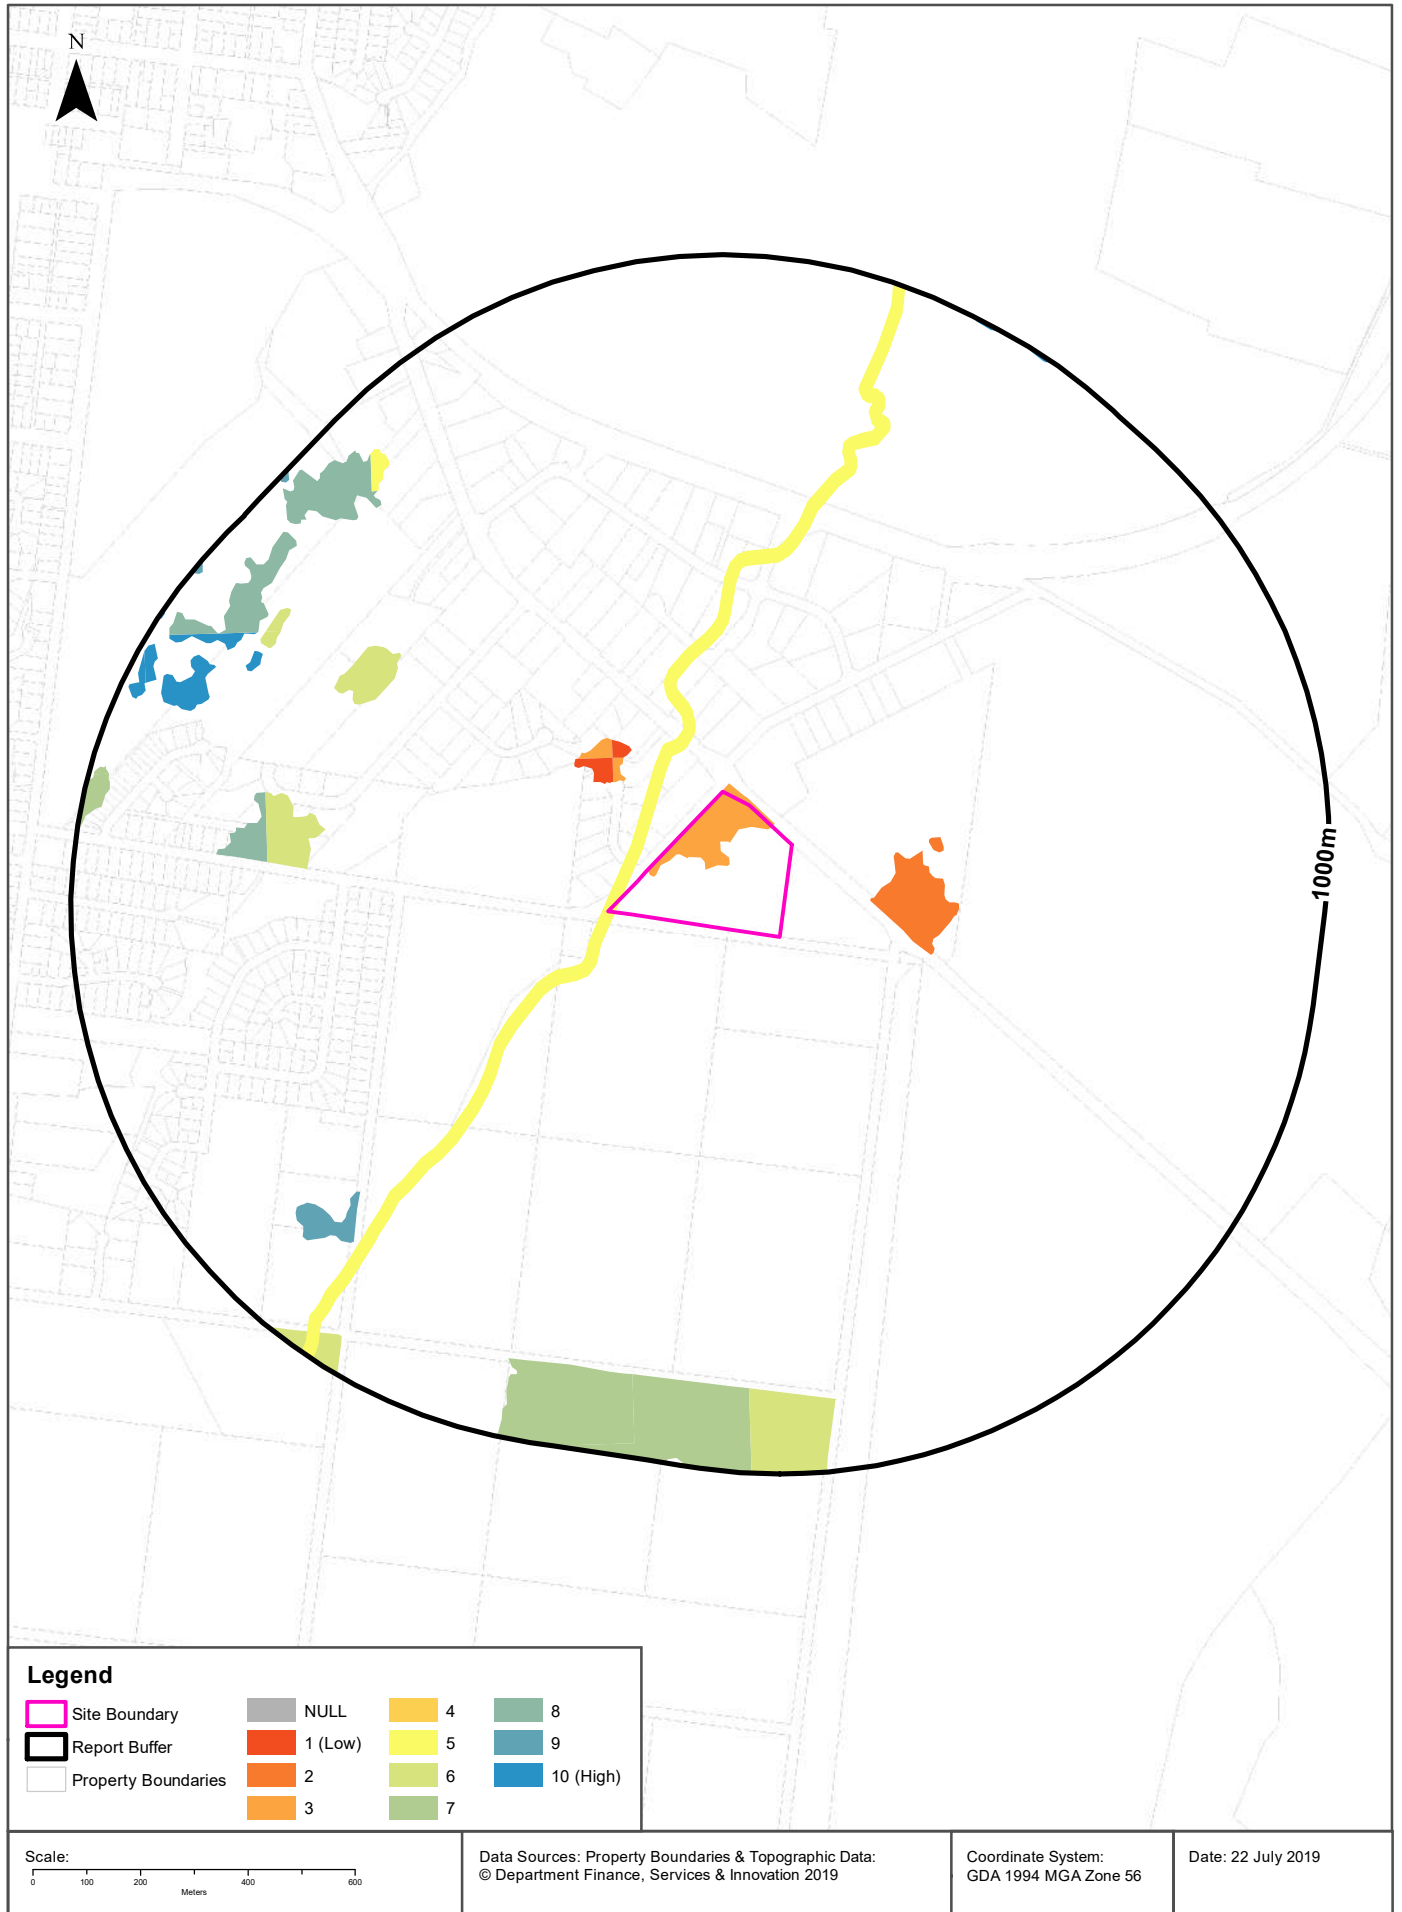 N
1000m
Legend
Site Boundary
Report Buffer
Property Boundaries
NULL
1 (Low)
2
3
4
5
6
7
8
9
10 (High)
Scale:
0 100 200 400 600
Meters
Data Sources: Property Boundaries & Topographic Data:
© Department Finance, Services & Innovation 2019
Coordinate System:
GDA 1994 MGA Zone 56
Date: 22 July 2019